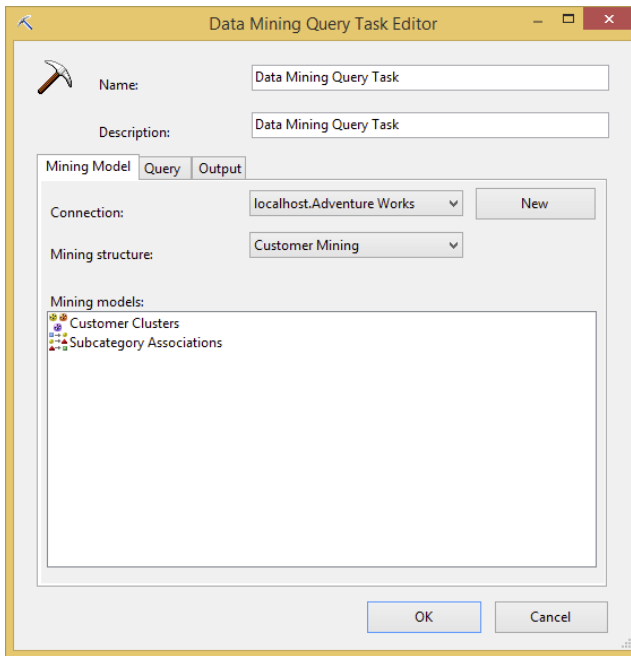 Data Mining Query Task Editor
Name: Data Mining Query Task
Description: Data Mining Query Task
Mining Model Query Output
Connection: localhost.Adventure Works New
Mining structure: Customer Mining
Mining models:
Customer Clusters
Subcategory Associations
OK Cancel